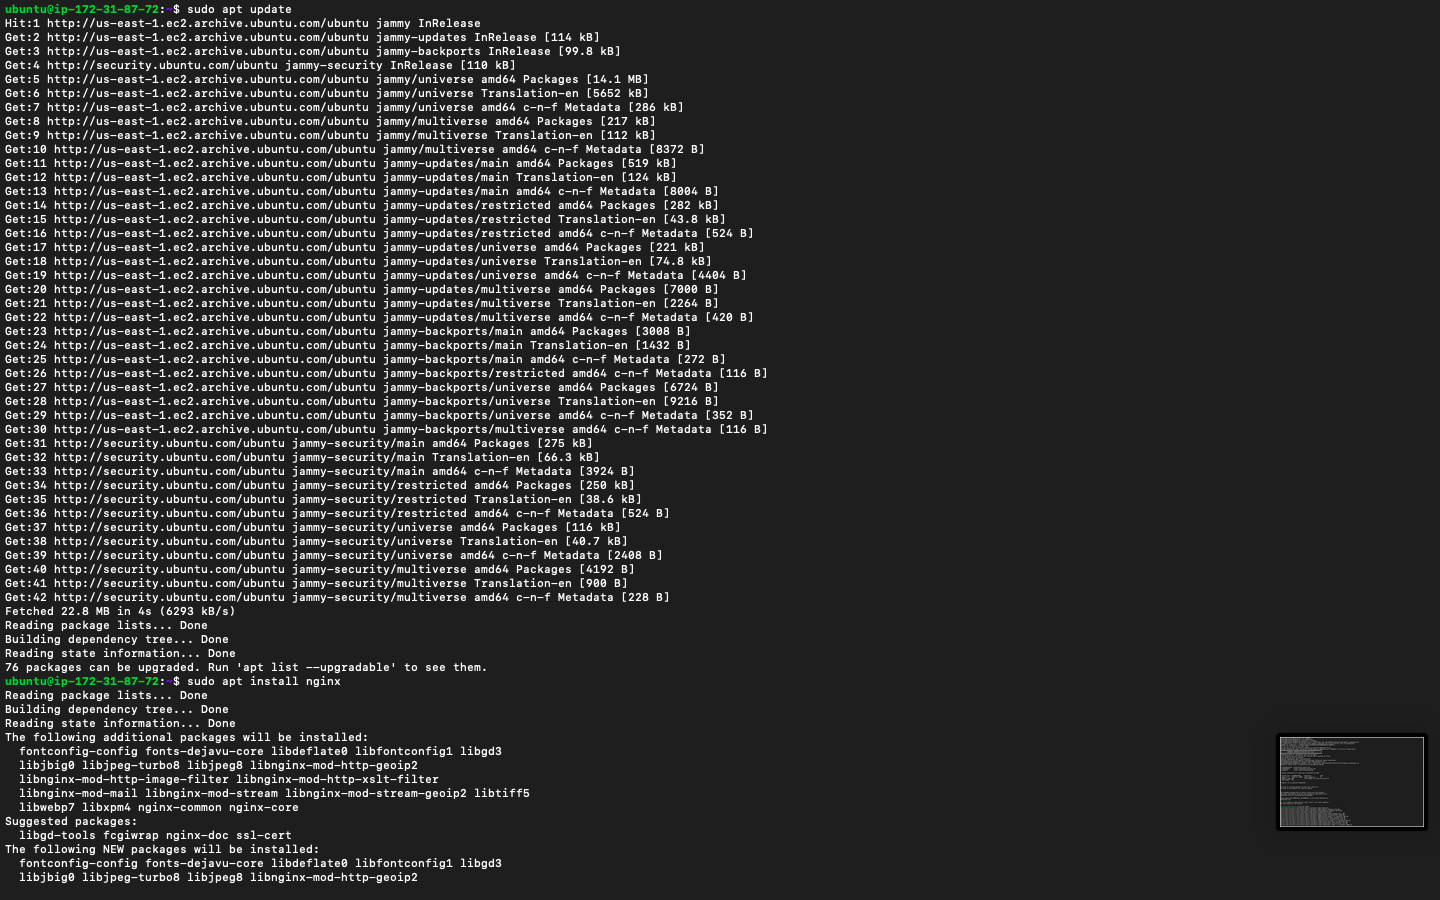 ubuntu@ip-172-31-87-72:~$ sudo apt update
Hit:1 http://us-east-1.ec2.archive.ubuntu.com/ubuntu jammy InRelease
Get:2 http://us-east-1.ec2.archive.ubuntu.com/ubuntu jammy-updates InRelease [114 kB]
Get:3 http://us-east-1.ec2.archive.ubuntu.com/ubuntu jammy-backports InRelease [99.8 kB]
Get:4 http://security.ubuntu.com/ubuntu jammy-security InRelease [110 kB]
Get:5 http://us-east-1.ec2.archive.ubuntu.com/ubuntu jammy/universe amd64 Packages [14.1 MB]
Get:6 http://us-east-1.ec2.archive.ubuntu.com/ubuntu jammy/universe Translation-en [5652 kB]
Get:7 http://us-east-1.ec2.archive.ubuntu.com/ubuntu jammy/universe amd64 c-n-f Metadata [286 kB]
Get:8 http://us-east-1.ec2.archive.ubuntu.com/ubuntu jammy/multiverse amd64 Packages [217 kB]
Get:9 http://us-east-1.ec2.archive.ubuntu.com/ubuntu jammy/multiverse Translation-en [112 kB]
Get:10 http://us-east-1.ec2.archive.ubuntu.com/ubuntu jammy/multiverse amd64 c-n-f Metadata [8372 B]
Get:11 http://us-east-1.ec2.archive.ubuntu.com/ubuntu jammy-updates/main amd64 Packages [519 kB]
Get:12 http://us-east-1.ec2.archive.ubuntu.com/ubuntu jammy-updates/main Translation-en [124 kB]
Get:13 http://us-east-1.ec2.archive.ubuntu.com/ubuntu jammy-updates/main amd64 c-n-f Metadata [8004 B]
Get:14 http://us-east-1.ec2.archive.ubuntu.com/ubuntu jammy-updates/restricted amd64 Packages [282 kB]
Get:15 http://us-east-1.ec2.archive.ubuntu.com/ubuntu jammy-updates/restricted Translation-en [43.8 kB]
Get:16 http://us-east-1.ec2.archive.ubuntu.com/ubuntu jammy-updates/restricted amd64 c-n-f Metadata [524 B]
Get:17 http://us-east-1.ec2.archive.ubuntu.com/ubuntu jammy-updates/universe amd64 Packages [221 kB]
Get:18 http://us-east-1.ec2.archive.ubuntu.com/ubuntu jammy-updates/universe Translation-en [74.8 kB]
Get:19 http://us-east-1.ec2.archive.ubuntu.com/ubuntu jammy-updates/universe amd64 c-n-f Metadata [4404 B]
Get:20 http://us-east-1.ec2.archive.ubuntu.com/ubuntu jammy-updates/multiverse amd64 Packages [7000 B]
Get:21 http://us-east-1.ec2.archive.ubuntu.com/ubuntu jammy-updates/multiverse Translation-en [2264 B]
Get:22 http://us-east-1.ec2.archive.ubuntu.com/ubuntu jammy-updates/multiverse amd64 c-n-f Metadata [420 B]
Get:23 http://us-east-1.ec2.archive.ubuntu.com/ubuntu jammy-backports/main amd64 Packages [3008 B]
Get:24 http://us-east-1.ec2.archive.ubuntu.com/ubuntu jammy-backports/main Translation-en [1432 B]
Get:25 http://us-east-1.ec2.archive.ubuntu.com/ubuntu jammy-backports/main amd64 c-n-f Metadata [272 B]
Get:26 http://us-east-1.ec2.archive.ubuntu.com/ubuntu jammy-backports/restricted amd64 c-n-f Metadata [116 B]
Get:27 http://us-east-1.ec2.archive.ubuntu.com/ubuntu jammy-backports/universe amd64 Packages [6724 B]
Get:28 http://us-east-1.ec2.archive.ubuntu.com/ubuntu jammy-backports/universe Translation-en [9216 B]
Get:29 http://us-east-1.ec2.archive.ubuntu.com/ubuntu jammy-backports/universe amd64 c-n-f Metadata [352 B]
Get:30 http://us-east-1.ec2.archive.ubuntu.com/ubuntu jammy-backports/multiverse amd64 c-n-f Metadata [116 B]
Get:31 http://security.ubuntu.com/ubuntu jammy-security/main amd64 Packages [275 kB]
Get:32 http://security.ubuntu.com/ubuntu jammy-security/main Translation-en [66.3 kB]
Get:33 http://security.ubuntu.com/ubuntu jammy-security/main amd64 c-n-f Metadata [3924 B]
Get:34 http://security.ubuntu.com/ubuntu jammy-security/restricted amd64 Packages [250 kB]
Get:35 http://security.ubuntu.com/ubuntu jammy-security/restricted Translation-en [38.6 kB]
Get:36 http://security.ubuntu.com/ubuntu jammy-security/restricted amd64 c-n-f Metadata [524 B]
Get:37 http://security.ubuntu.com/ubuntu jammy-security/universe amd64 Packages [116 kB]
Get:38 http://security.ubuntu.com/ubuntu jammy-security/universe Translation-en [40.7 kB]
Get:39 http://security.ubuntu.com/ubuntu jammy-security/universe amd64 c-n-f Metadata [2408 B]
Get:40 http://security.ubuntu.com/ubuntu jammy-security/multiverse amd64 Packages [4192 B]
Get:41 http://security.ubuntu.com/ubuntu jammy-security/multiverse Translation-en [900 B]
Get:42 http://security.ubuntu.com/ubuntu jammy-security/multiverse amd64 c-n-f Metadata [228 B]
Fetched 22.8 MB in 4s (6293 kB/s)
Reading package lists... Done
Building dependency tree... Done
Reading state information... Done
76 packages can be upgraded. Run 'apt list --upgradable' to see them.
ubuntu@ip-172-31-87-72:~$ sudo apt install nginx
Reading package lists... Done
Building dependency tree... Done
Reading state information... Done
The following additional packages will be installed:
fontconfig-config fonts-dejavu-core libdeflate0 libfontconfig1 libgd3
libjbig0 libjpeg-turbo8 libjpeg8 libnginx-mod-http-geoip2
libnginx-mod-http-image-filter libnginx-mod-http-xslt-filter
libnginx-mod-mail libnginx-mod-stream libnginx-mod-stream-geoip2 libtiff5
libwebp7 libxpm4 nginx-common nginx-core
Suggested packages:
libgd-tools fcgiwrap nginx-doc ssl-cert
The following NEW packages will be installed:
fontconfig-config fonts-dejavu-core libdeflate0 libfontconfig1 libgd3
libjbig0 libjpeg-turbo8 libjpeg8 libnginx-mod-http-geoip2